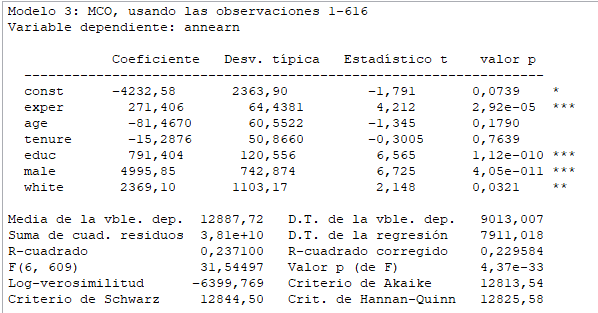 Modelo 3: MCO, usando las observaciones 1-616
Variable dependiente: annearn
Coeficiente Desv. típica Estadístico t valor p
---------------------------------------------------------------
const -4232,58 2363,90 -1,791 0,0739 *
exper 271,406 64,4381 4,212 2,92e-05 ***
age -81,4670 60,5522 -1,345 0,1790
tenure -15,2876 50,8660 -0,3005 0,7639
educ 791,404 120,556 6,565 1,12e-010 ***
male 4995,85 742,874 6,725 4,05e-011 ***
white 2369,10 1103,17 2,148 0,0321 **
Media de la vble. dep. 12887,72 D.T. de la vble. dep. 9013,007
Suma de cuad. residuos 3,81e+10 D.T. de la regresión 7911,018
R-cuadrado 0,237100 R-cuadrado corregido 0,229584
F(6, 609) 31,54497 Valor p (de F) 4,37e-33
Log-verosimilitud -6399,769 Criterio de Akaike 12813,54
Criterio de Schwarz 12844,50 Crit. de Hannan-Quinn 12825,58